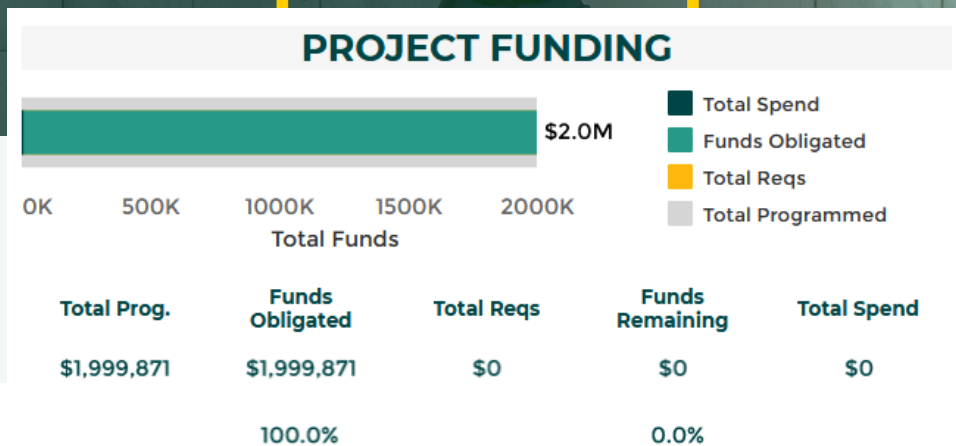 PROJECT FUNDING
$2.0M
Total Spend
Funds Obligated
Total Reqs
Total Programmed
0K 500K 1000K 1500K 2000K
Total Funds
Total Prog. Funds Obligated Total Reqs Funds Remaining Total Spend
$1,999,871 $1,999,871 $0 $0 $0
100.0% 0.0%